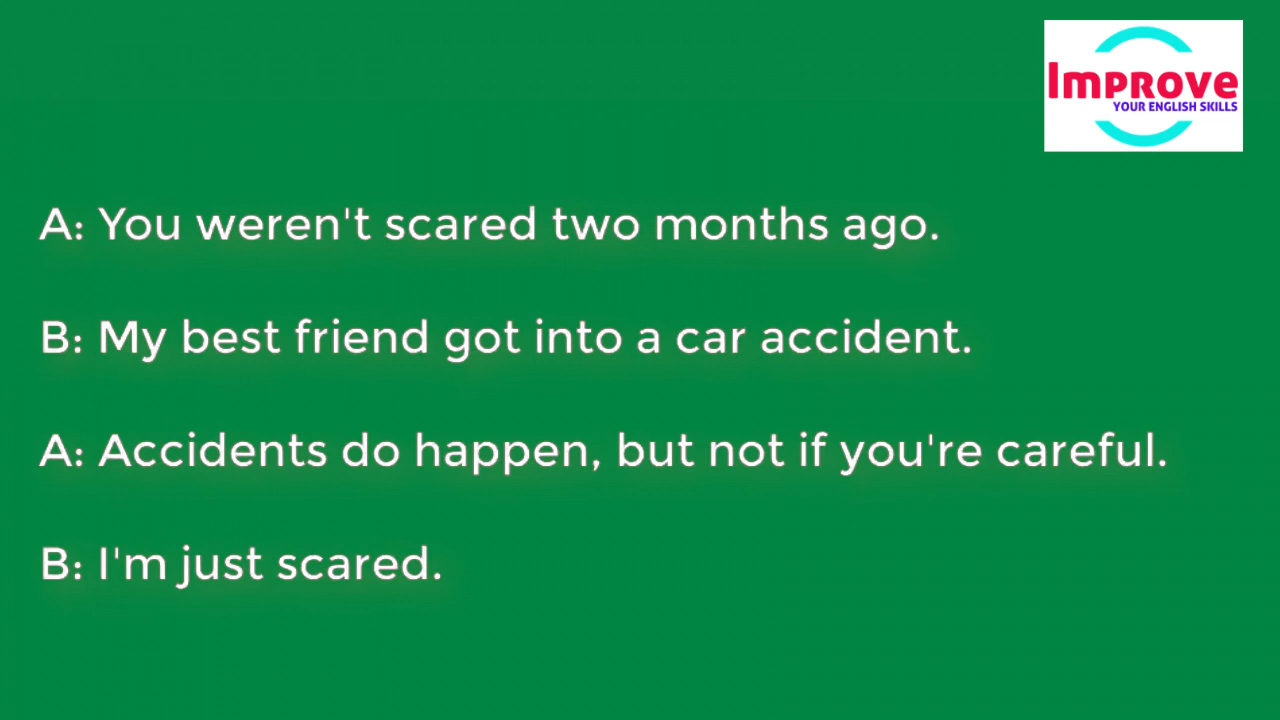 Improve
YOUR ENGLISH SKILLS
A: You weren't scared two months ago.
B: My best friend got into a car accident.
A: Accidents do happen, but not if you're careful.
B: I'm just scared.